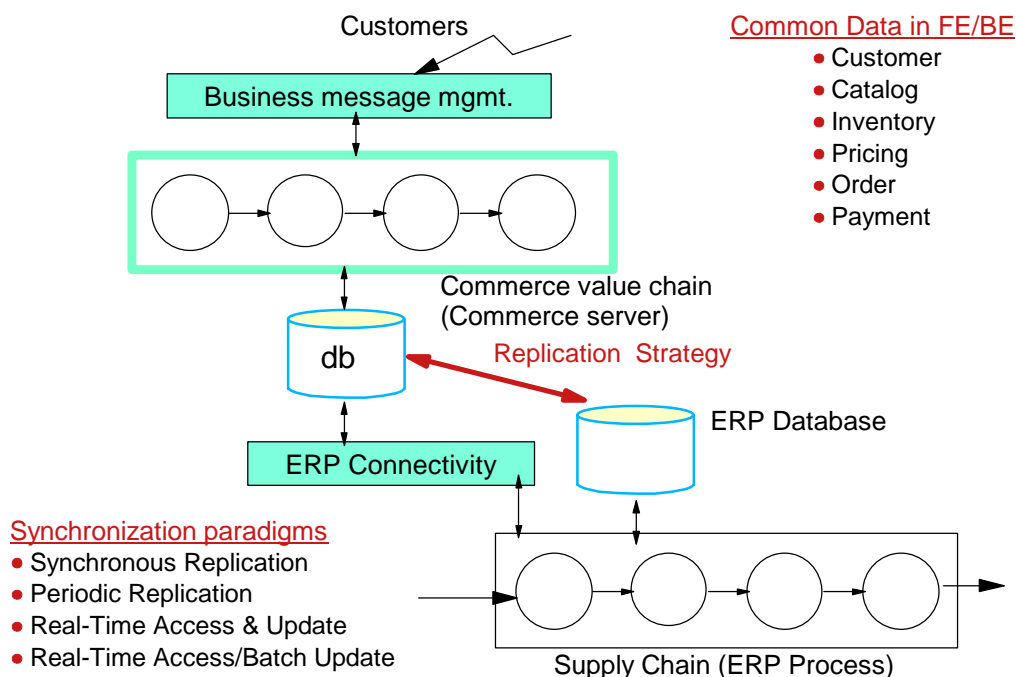 Customers
Common Data in FE/BE
• Customer
• Catalog
• Inventory
• Pricing
• Order
• Payment
Business message mgmt.
Commerce value chain
(Commerce server)
db
Replication Strategy
ERP Database
ERP Connectivity
Synchronization paradigms
• Synchronous Replication
• Periodic Replication
• Real-Time Access & Update
• Real-Time Access/Batch Update
Supply Chain (ERP Process)